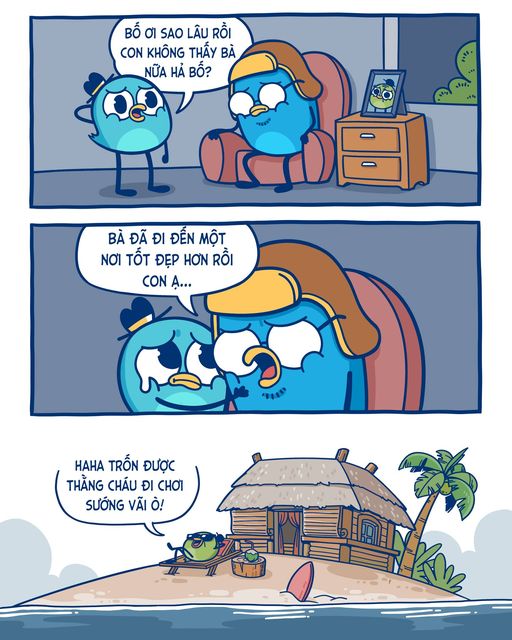 BỐ ƠI SAO LÂU RỒI
CON KHÔNG THẤY BÀ
NỮA HẢ BỐ?
BÀ ĐÃ ĐI ĐẾN MỘT
NƠI TỐT ĐẸP HƠN RỒI
CON Ạ...
HAHA TRỐN ĐƯỢC
THẰNG CHÁU ĐI CHƠI
SƯỚNG VÃI Ò!